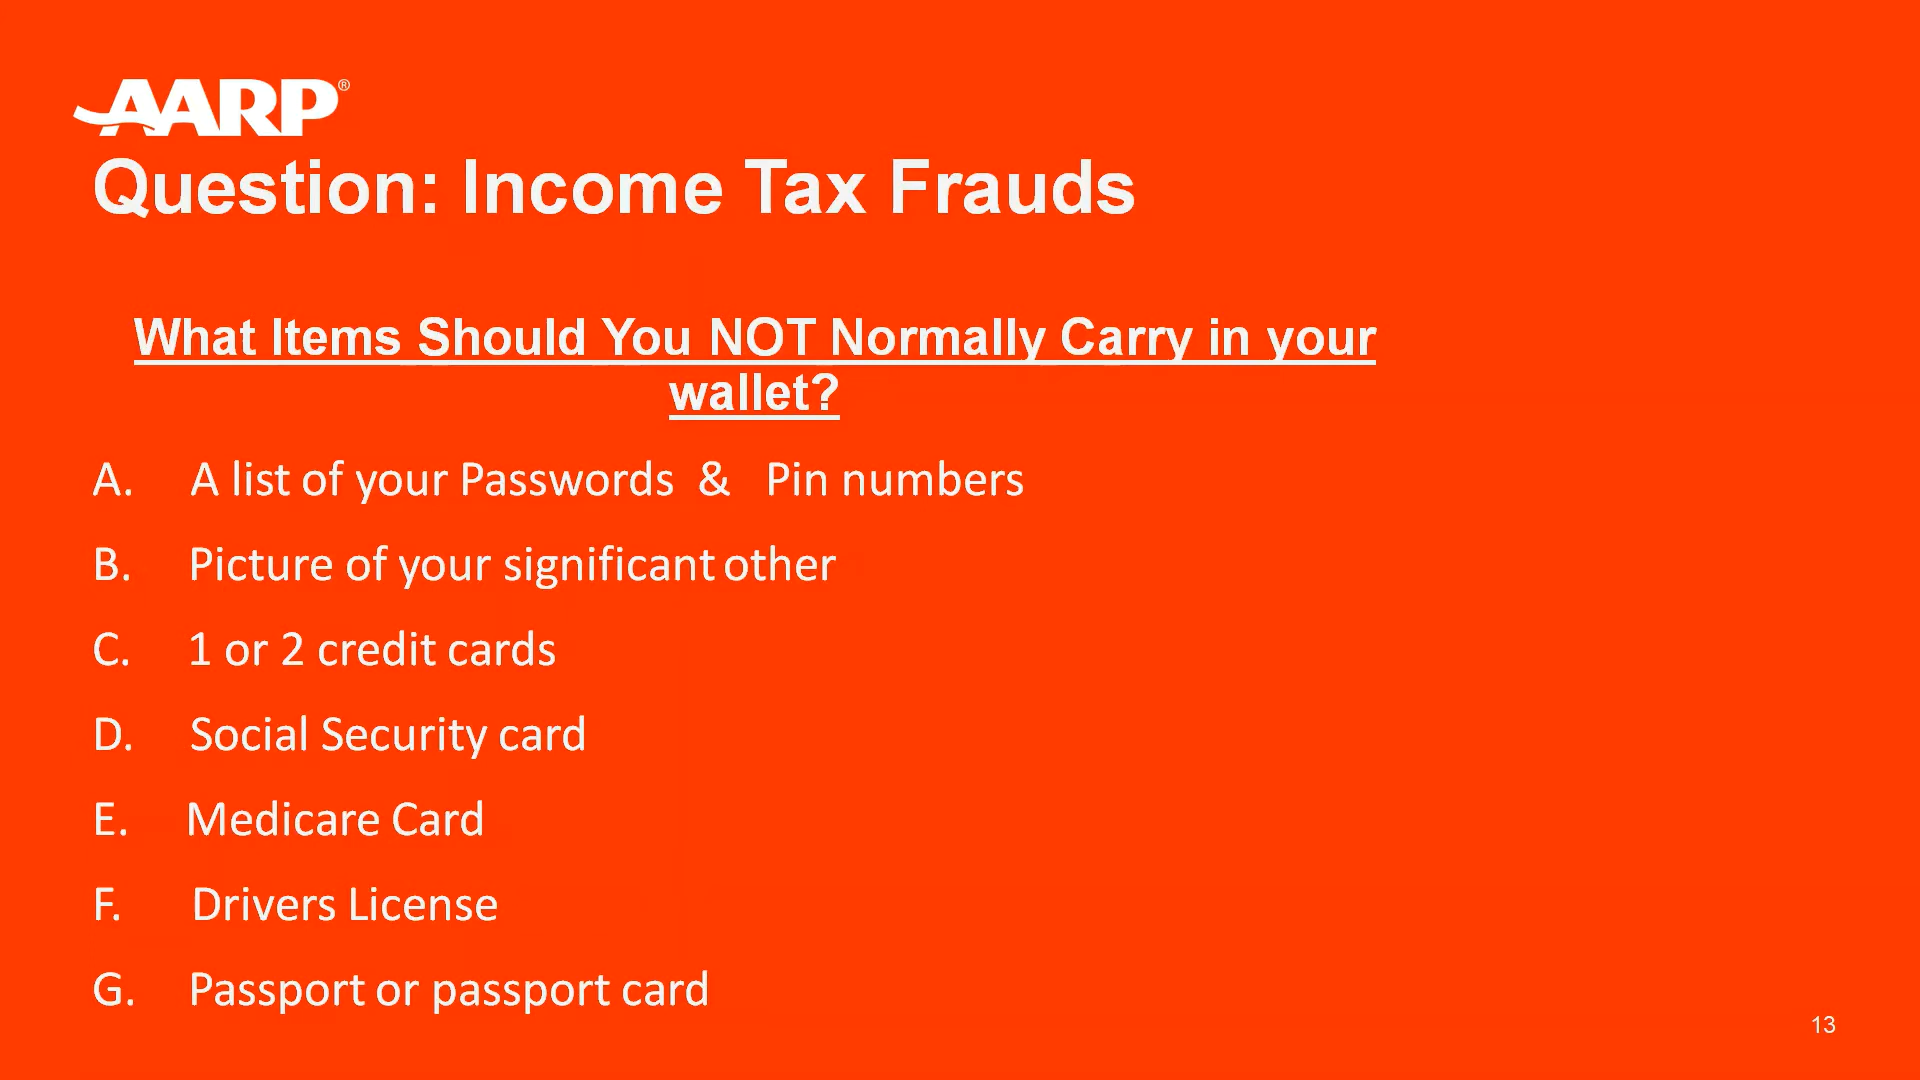 AARP®
Question: Income Tax Frauds
What Items Should You NOT Normally Carry in your
wallet?
A. A list of your Passwords & Pin numbers
B. Picture of your significant other
C. 1 or 2 credit cards
D. Social Security card
E. Medicare Card
F. Drivers License
G. Passport or passport card
13